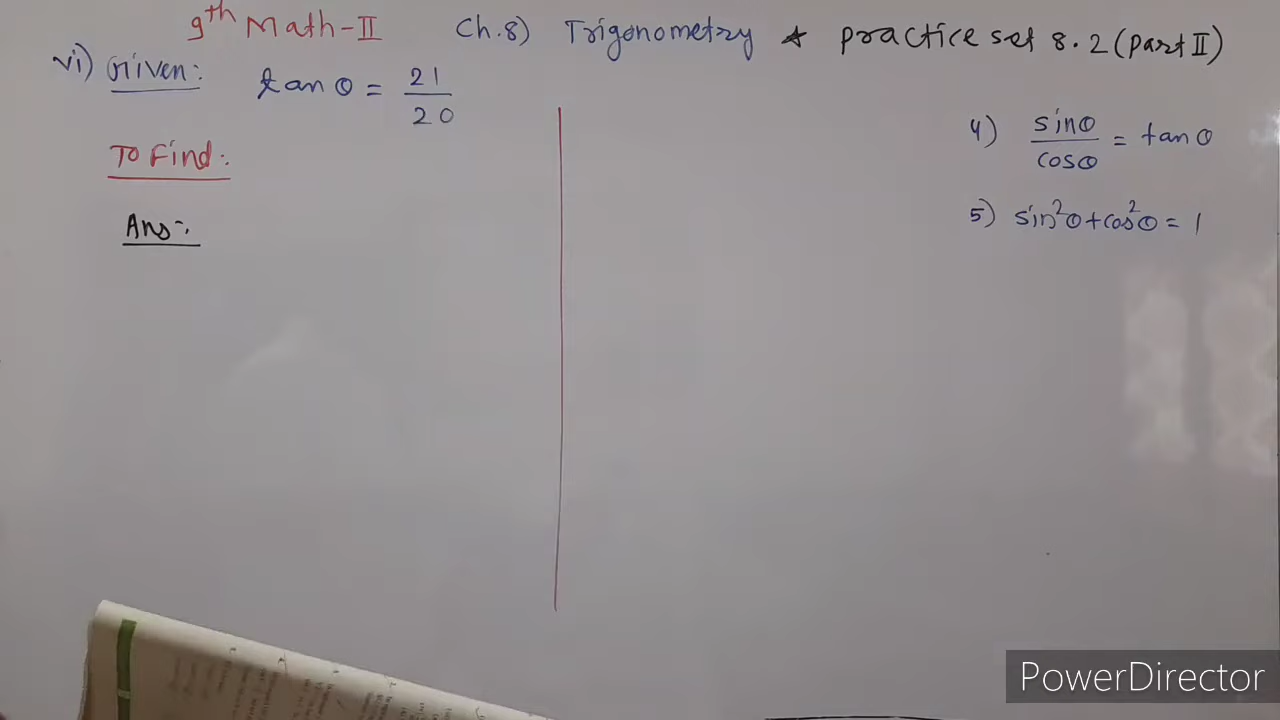 9th Math-II Ch.8) Trigonometry ★ practice set 8.2 (Part II)
vi) Given:- tan θ = 21/20
To Find:-
Ans:-
4) sinθ/cosθ = tan θ
5) sin²θ + cos²θ = 1
PowerDirector